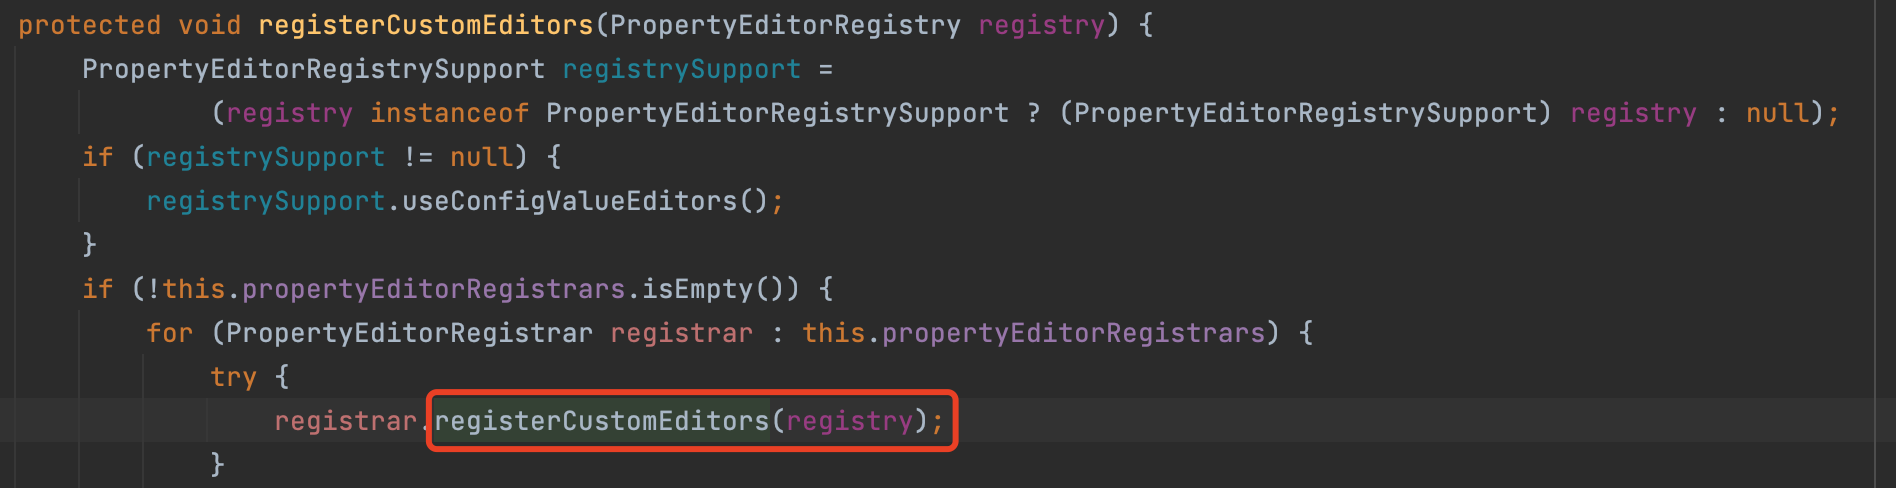 protected void registerCustomEditors(PropertyEditorRegistry registry) {
PropertyEditorRegistrySupport registrySupport =
(registry instanceof PropertyEditorRegistrySupport ? (PropertyEditorRegistrySupport) registry : null);
if (registrySupport != null) {
registrySupport.useConfigValueEditors();
}
if (!this.propertyEditorRegistrars.isEmpty()) {
for (PropertyEditorRegistrar registrar : this.propertyEditorRegistrars) {
try {
registrar.registerCustomEditors(registry);
}